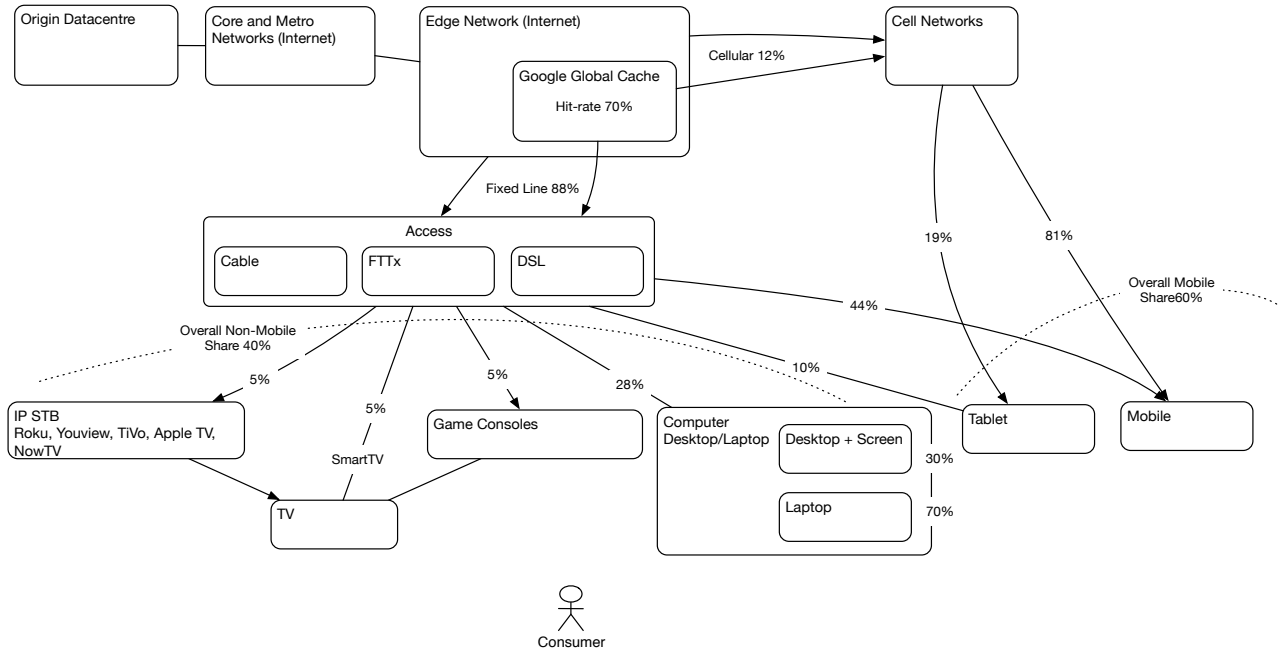 Origin Datacentre
Core and Metro
Networks (Internet)
Edge Network (Internet)
Cell Networks
Cellular 12%
Google Global Cache
Hit-rate 70%
Fixed Line 88%
Access
Cable
FTTx
DSL
19%
81%
Overall Mobile
Share60%
44%
Overall Non-Mobile
Share 40%
5%
5%
5%
28%
10%
IP STB
Roku, Youview, TiVo, Apple TV,
NowTV
SmartTV
Game Consoles
Computer
Desktop/Laptop
Desktop + Screen
30%
Laptop
70%
Tablet
Mobile
TV
Consumer